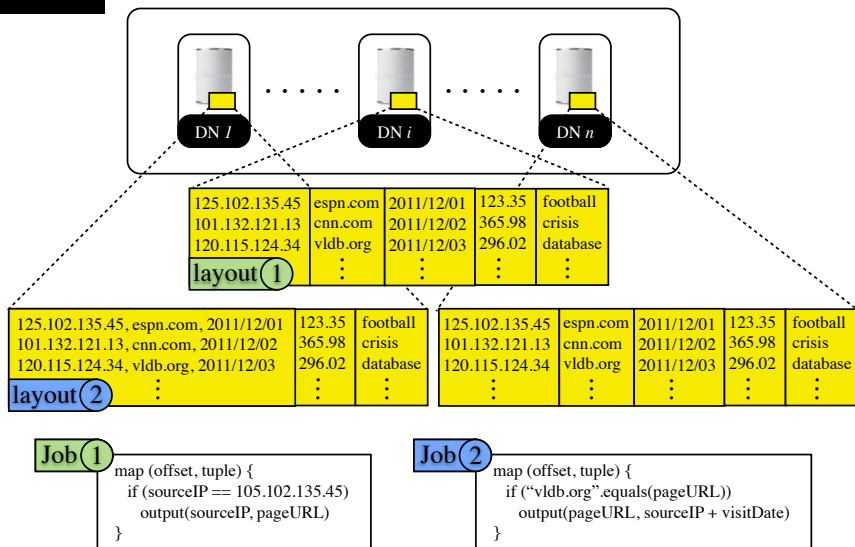 DN 1
DN i
DN n
125.102.135.45 espn.com 2011/12/01 123.35 football
101.132.121.13 cnn.com 2011/12/02 365.98 crisis
120.115.124.34 vldb.org 2011/12/03 296.02 database
layout 1
125.102.135.45, espn.com, 2011/12/01 123.35 football
101.132.121.13, cnn.com, 2011/12/02 365.98 crisis
120.115.124.34, vldb.org, 2011/12/03 296.02 database
layout 2
125.102.135.45 espn.com 2011/12/01 123.35 football
101.132.121.13 cnn.com 2011/12/02 365.98 crisis
120.115.124.34 vldb.org 2011/12/03 296.02 database
Job 1
map (offset, tuple) {
if (sourceIP == 105.102.135.45)
output(sourceIP, pageURL)
}
Job 2
map (offset, tuple) {
if (“vldb.org”.equals(pageURL))
output(pageURL, sourceIP + visitDate)
}